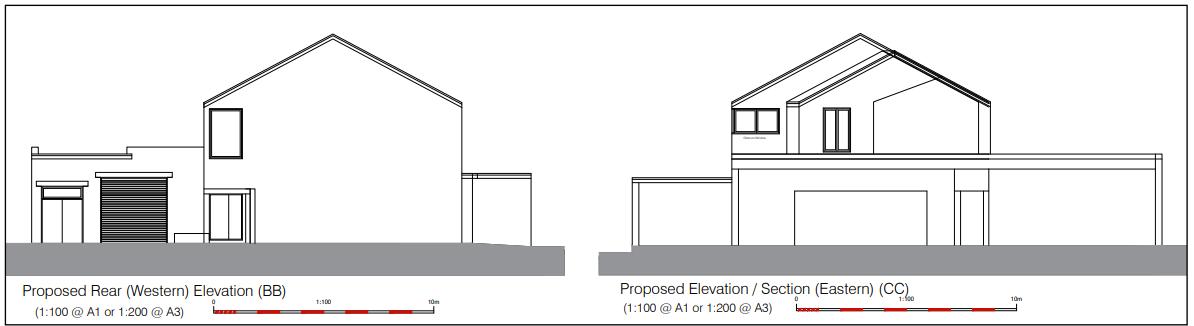 Proposed Rear (Western) Elevation (BB)
(1:100 @ A1 or 1:200 @ A3)
0 1:100 10m
Proposed Elevation / Section (Eastern) (CC)
(1:100 @ A1 or 1:200 @ A3)
0 1:100 10m